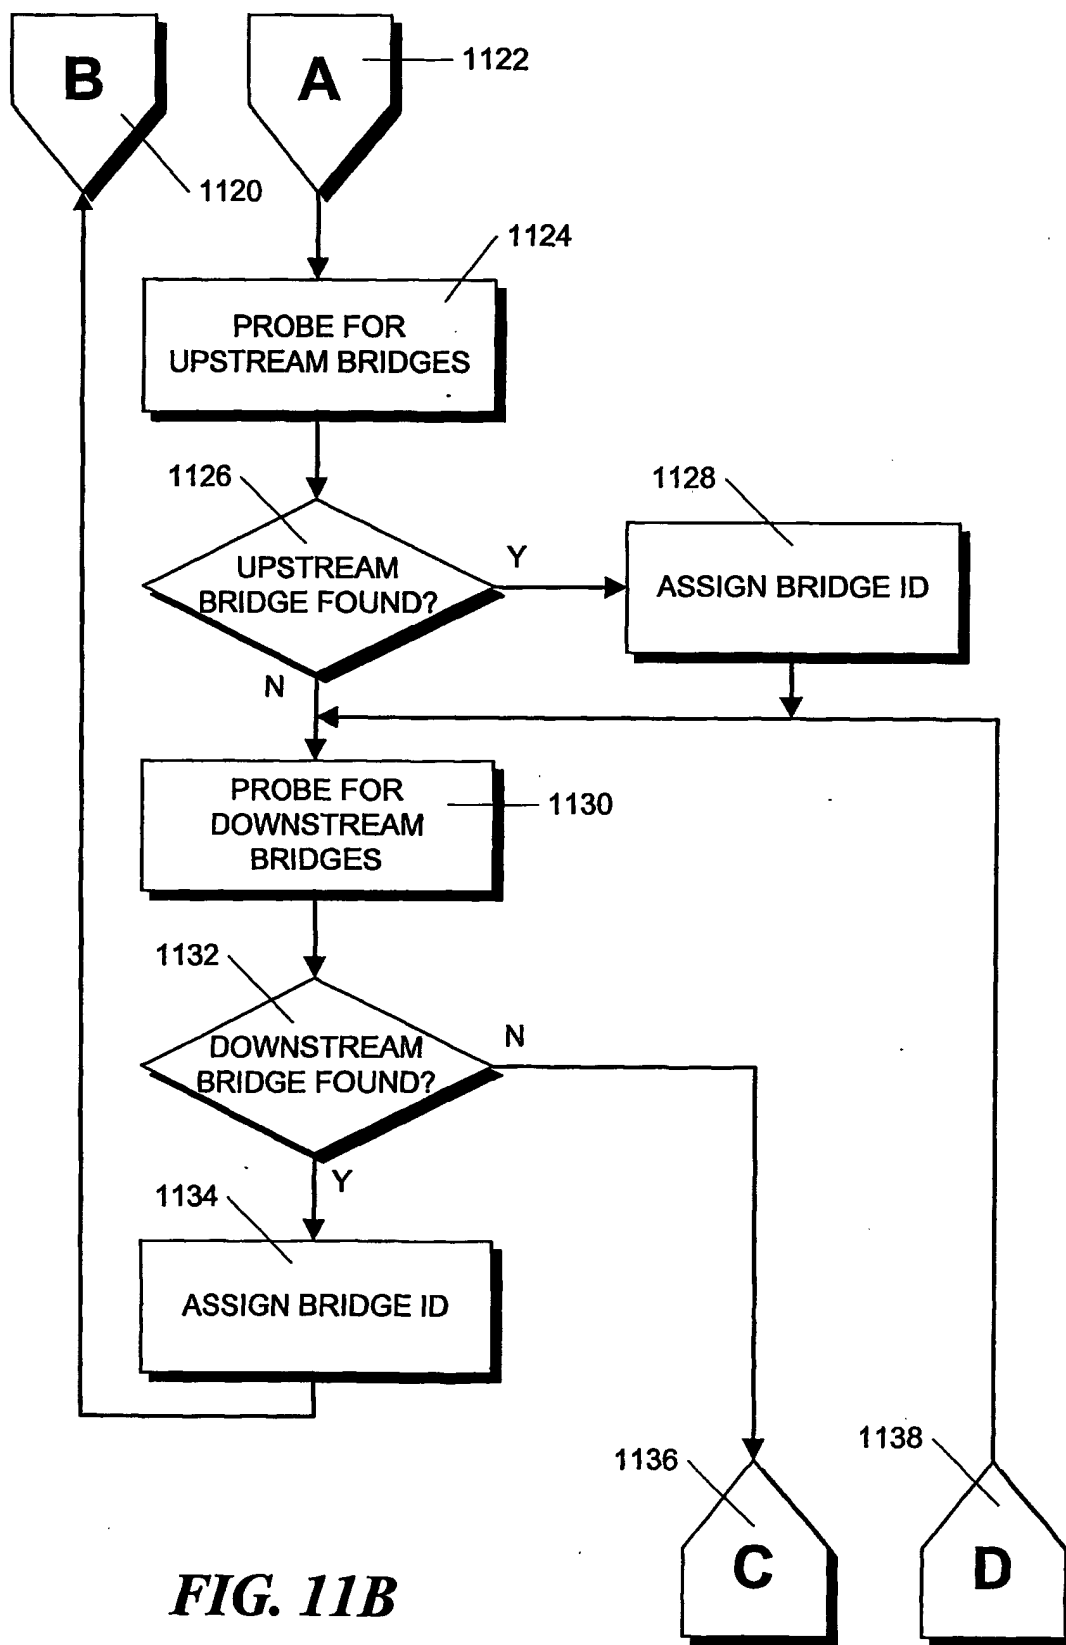 B
A
1122
1120
1124
PROBE FOR
UPSTREAM BRIDGES
1126
1128
UPSTREAM
BRIDGE FOUND?
Y
ASSIGN BRIDGE ID
N
PROBE FOR
DOWNSTREAM
BRIDGES
1130
1132
DOWNSTREAM
BRIDGE FOUND?
N
Y
1134
ASSIGN BRIDGE ID
1136
1138
C
D
FIG. 11B